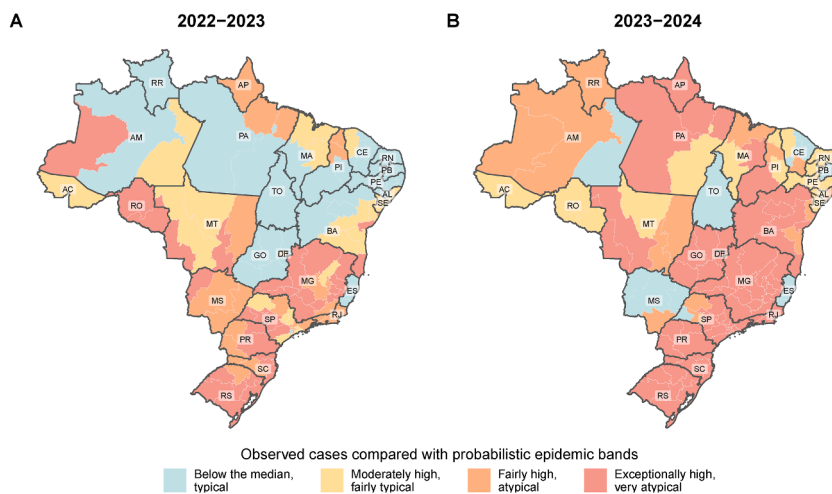 A
2022−2023
B
2023−2024
RR
AP
AM
PA
MA
CE
RN
PB
PE
AL
SE
PI
AC
RO
TO
MT
BA
GO
DF
MG
ES
MS
SP
RJ
PR
SC
RS
RR
AP
AM
PA
MA
CE
RN
PB
PE
AL
SE
PI
AC
RO
TO
MT
BA
GO
DF
MG
ES
MS
SP
RJ
PR
SC
RS
Observed cases compared with probabilistic epidemic bands
Below the median,
typical
Moderately high,
fairly typical
Fairly high,
atypical
Exceptionally high,
very atypical